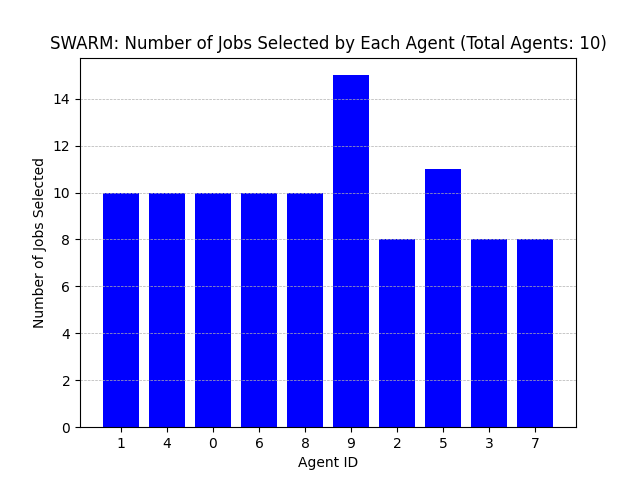 SWARM: Number of Jobs Selected by Each Agent (Total Agents: 10)
Number of Jobs Selected
14
12
10
8
6
4
2
0
1 4 0 6 8 9 2 5 3 7
Agent ID